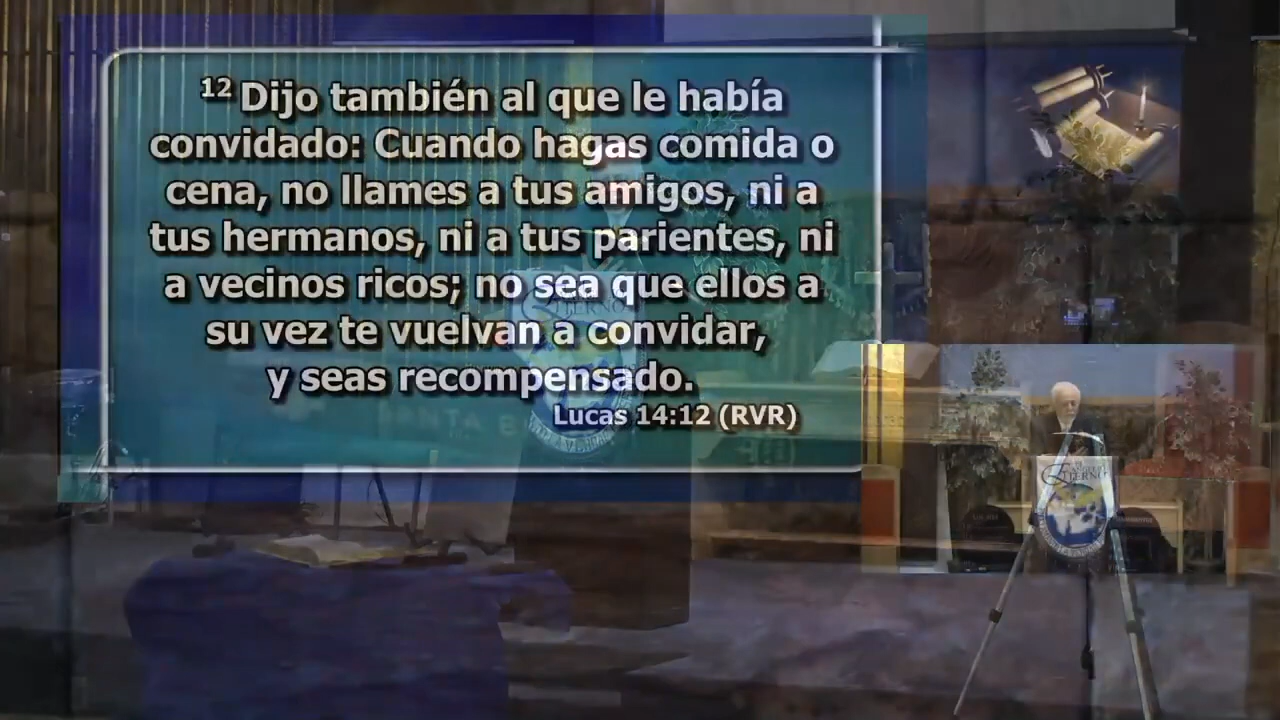 12 Dijo también al que le había
convidado: Cuando hagas comida o
cena, no llames a tus amigos, ni a
tus hermanos, ni a tus parientes, ni
a vecinos ricos; no sea que ellos a
su vez te vuelvan a convidar,
y seas recompensado.
Lucas 14:12 (RVR)
ETERNO